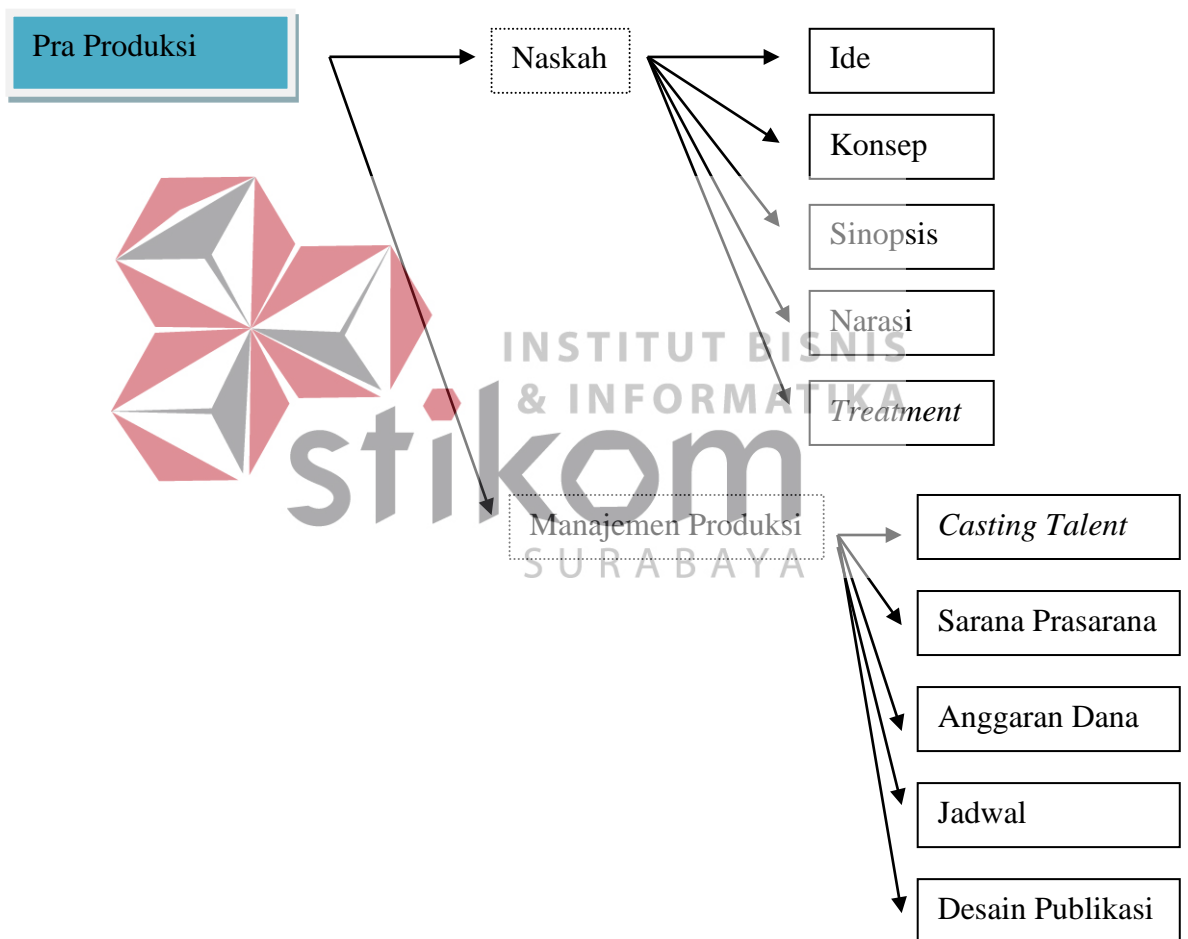 Pra Produksi
Naskah
Ide
Konsep
Sinopsis
Narasi
Treatment
INSTITUT BISNIS
& INFORMATIKA
stikom
SURABAYA
Manajemen Produksi
Casting Talent
Sarana Prasarana
Anggaran Dana
Jadwal
Desain Publikasi